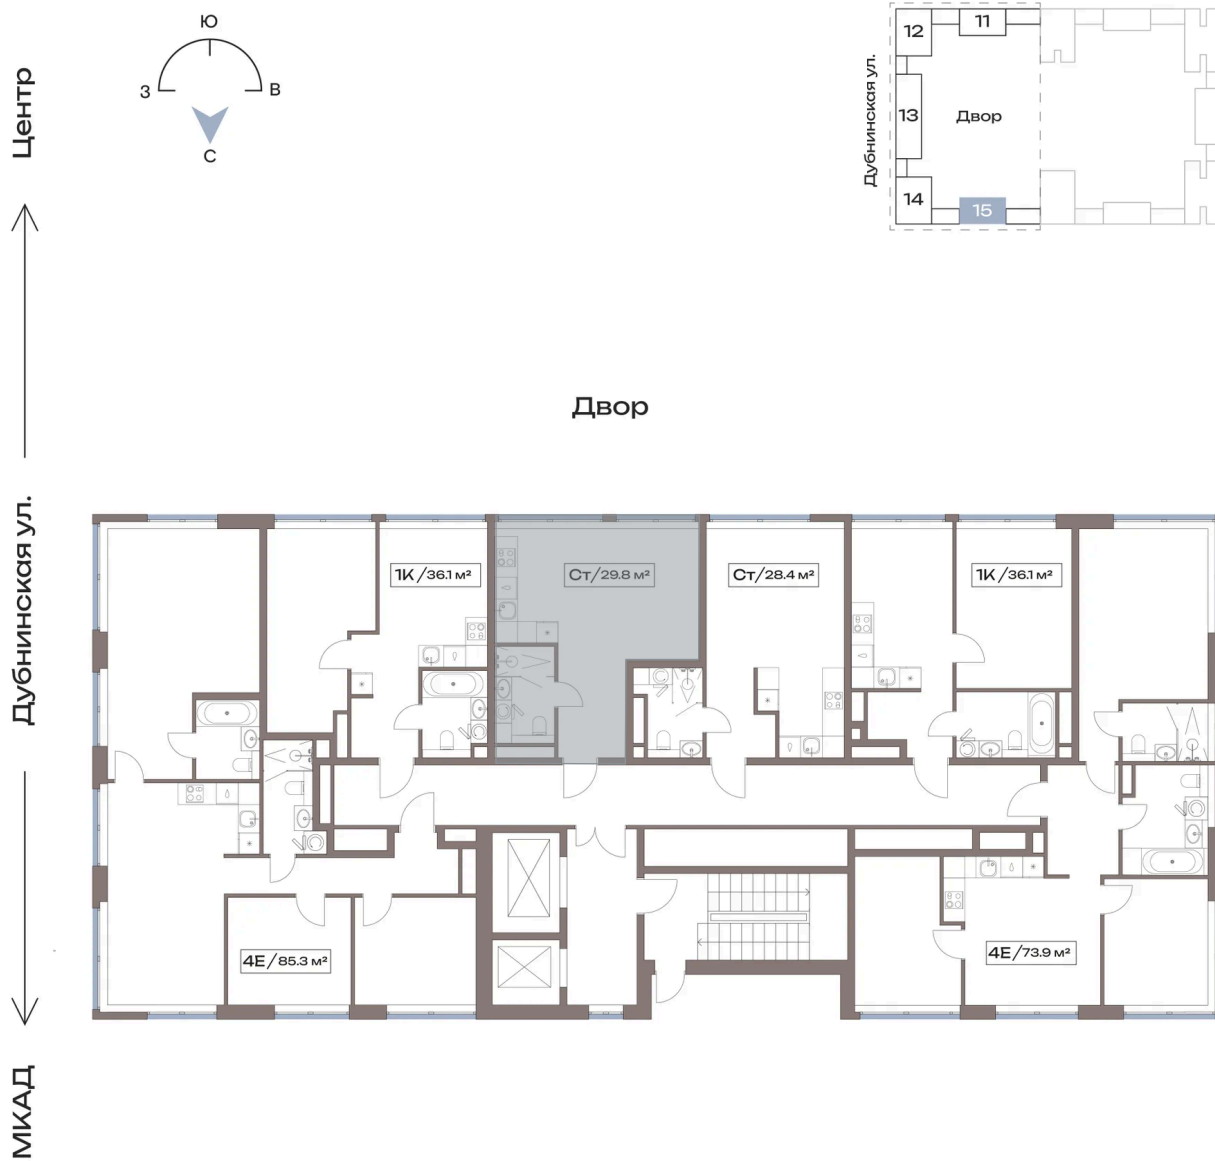 Ю
З
В
С
Центр
Дубнинская ул.
МКАД
12
11
13
Двор
14
15
Дубнинская ул.
Двор
1К / 36.1 м²
Ст / 29.8 м²
Ст / 28.4 м²
1К / 36.1 м²
4Е / 85.3 м²
4Е / 73.9 м²